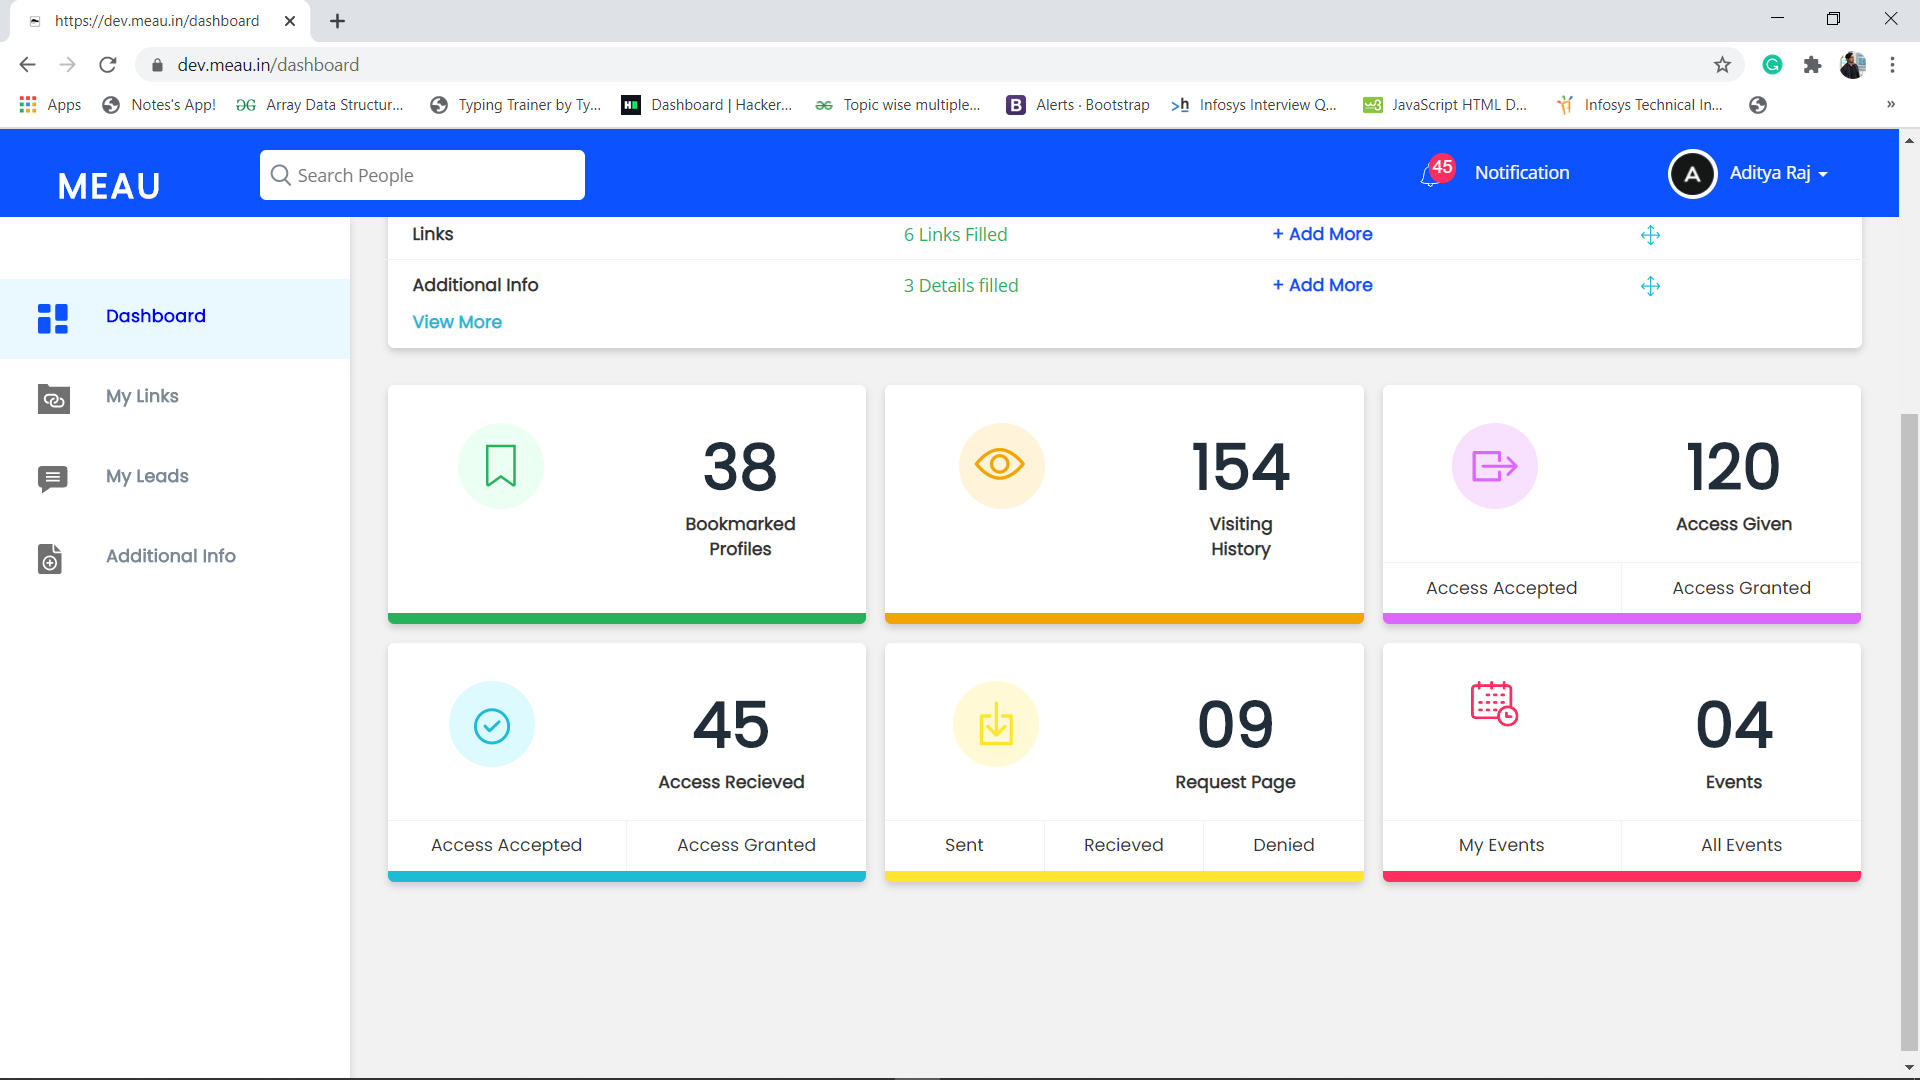 https://dev.meau.in/dashboard
dev.meau.in/dashboard
Apps
Notes's App!
Array Data Structur...
Typing Trainer by Ty...
Dashboard | Hacker...
Topic wise multiple...
Alerts · Bootstrap
Infosys Interview Q...
JavaScript HTML D...
Infosys Technical In...
MEAU
Search People
45
Notification
A
Aditya Raj
Dashboard
My Links
My Leads
Additional Info
Links
6 Links Filled
+ Add More
Additional Info
3 Details filled
+ Add More
View More
38
Bookmarked
Profiles
154
Visiting
History
120
Access Given
Access Accepted
Access Granted
45
Access Recieved
Access Accepted
Access Granted
09
Request Page
Sent
Recieved
Denied
04
Events
My Events
All Events